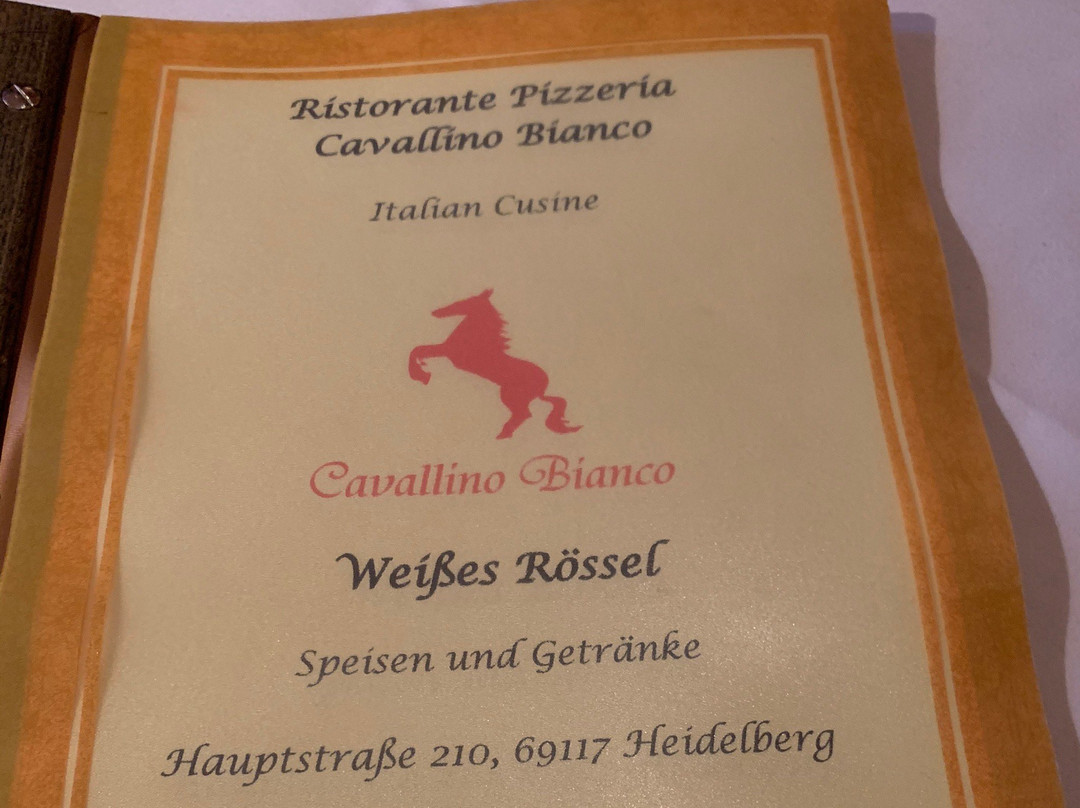 Ristorante Pizzeria
Cavallino Bianco
Italian Cusine
Cavallino Bianco
Weißes Rössel
Speisen und Getränke
Hauptstraße 210, 69117 Heidelberg